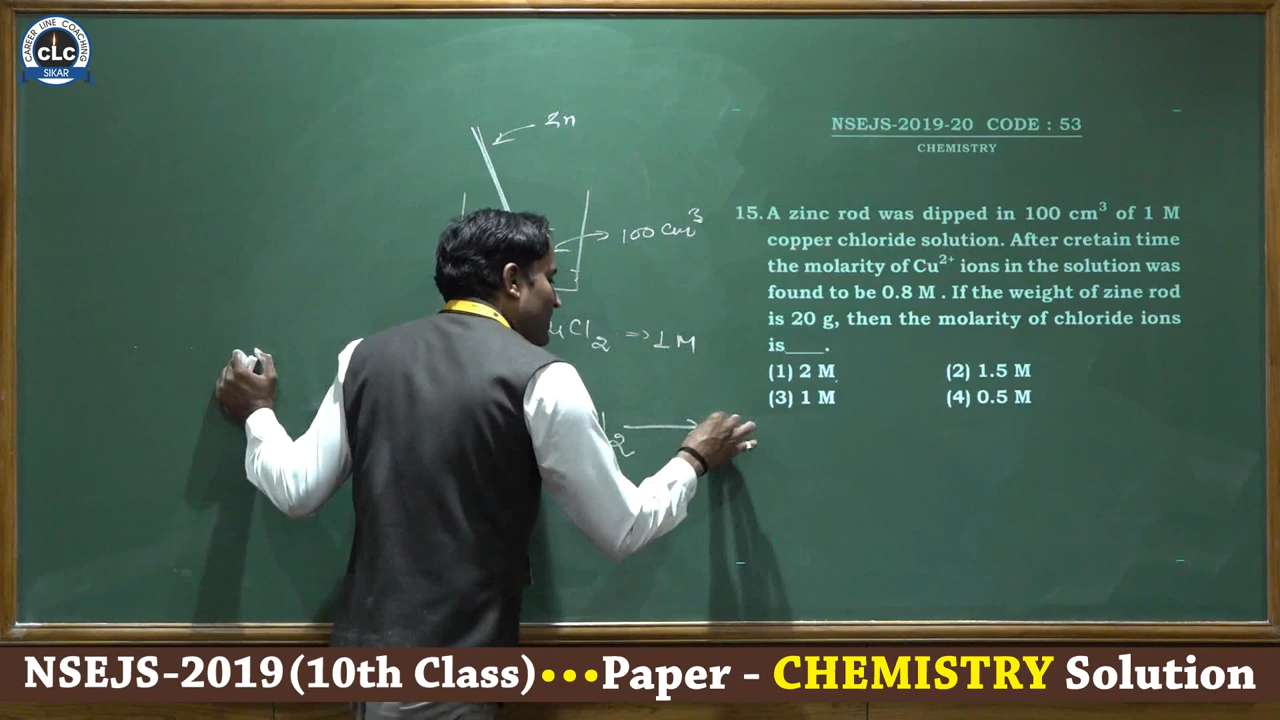 CAREER LINE COACHING
CLC
SIKAR
Zn
100 cm³
uCl₂ ⇒ 1 M
l₂ →
NSEJS-2019-20 CODE : 53
CHEMISTRY
15. A zinc rod was dipped in 100 cm³ of 1 M
copper chloride solution. After cretain time
the molarity of Cu²⁺ ions in the solution was
found to be 0.8 M . If the weight of zine rod
is 20 g, then the molarity of chloride ions
is____.
(1) 2 M (2) 1.5 M
(3) 1 M (4) 0.5 M
NSEJS-2019(10th Class)•••Paper - CHEMISTRY Solution